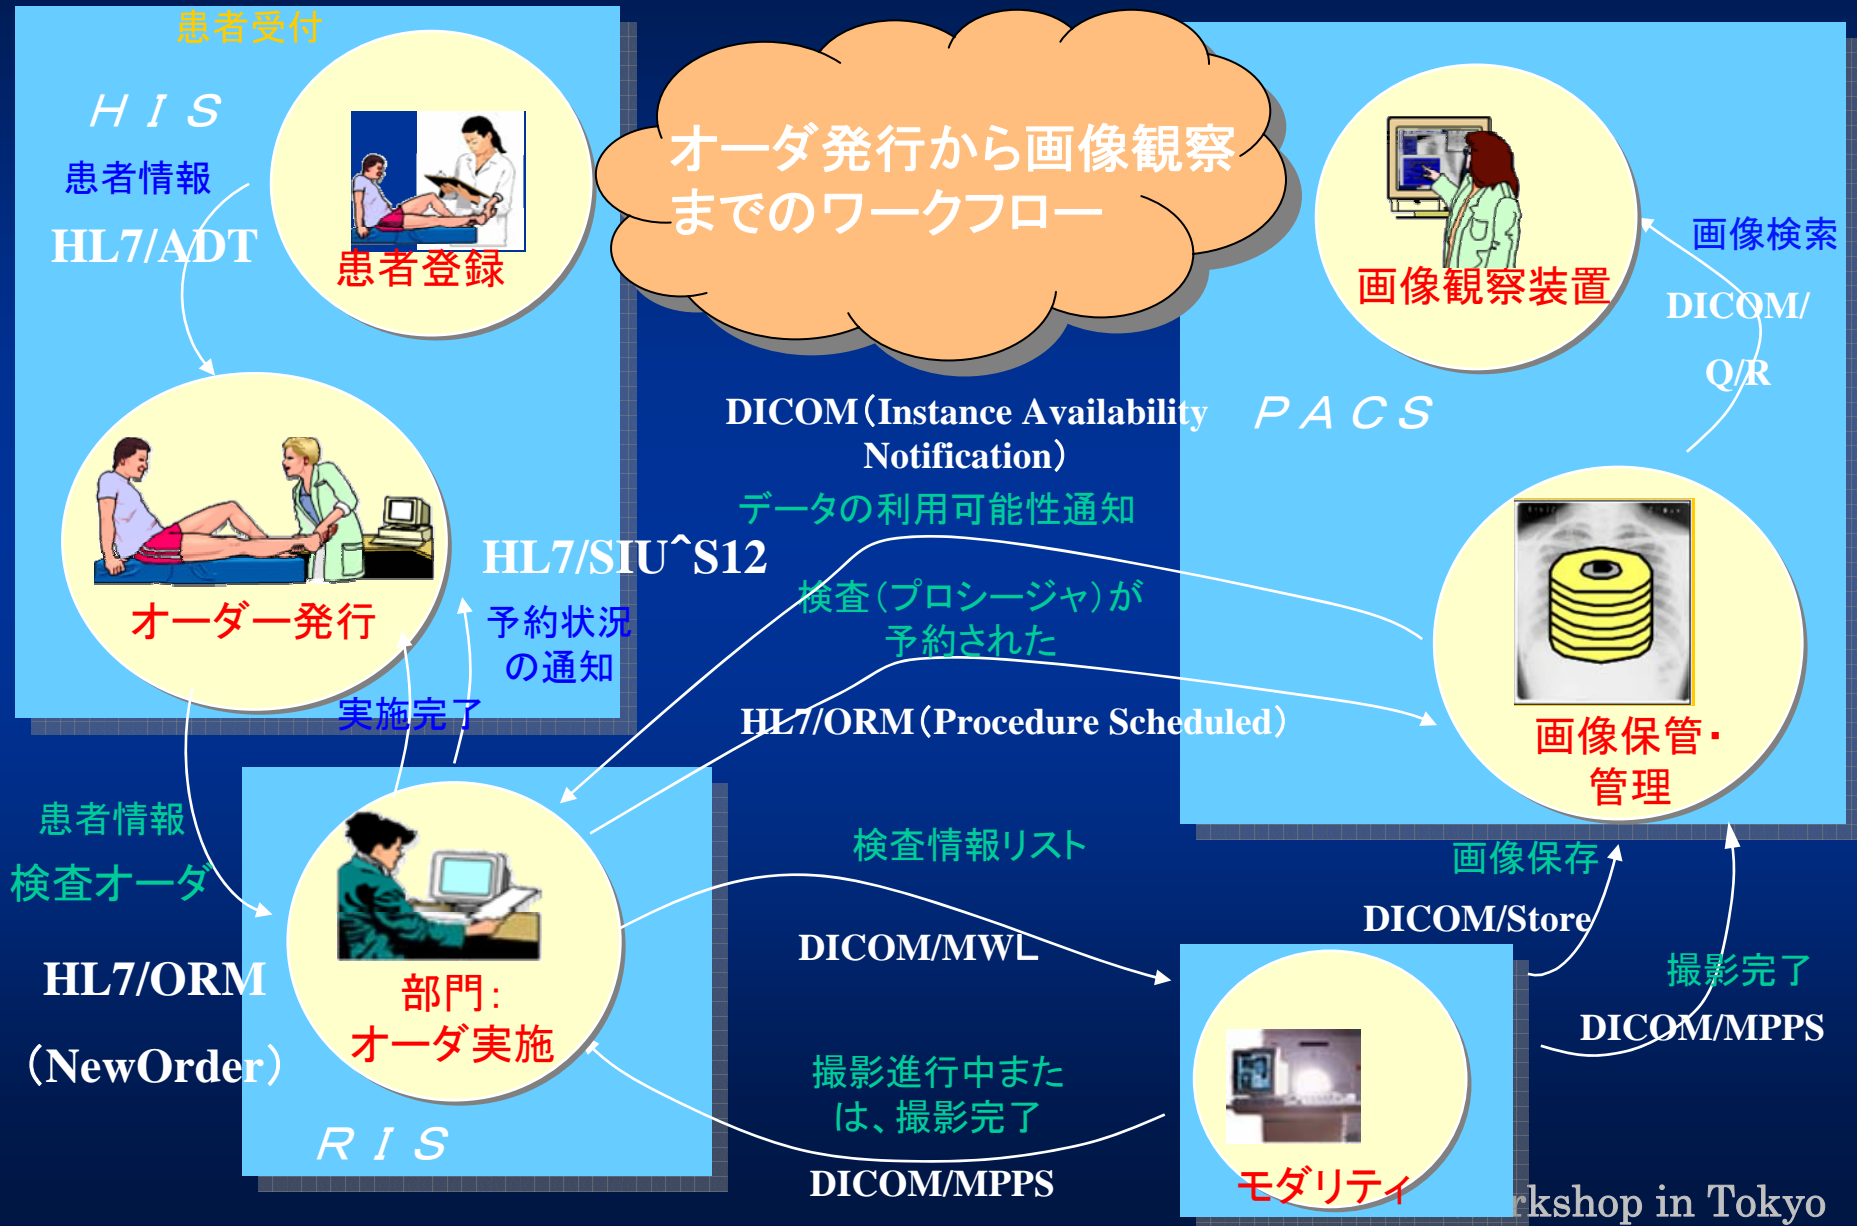 患者受付
ＨＩＳ
患者情報
HL7/ADT
患者登録
オーダ発行から画像観察
までのワークフロー
画像観察装置
画像検索
DICOM/
Q/R
ＰＡＣＳ
DICOM（Instance Availability
Notification）
データの利用可能性通知
オーダー発行
HL7/SIU^S12
予約状況
の通知
実施完了
検査（プロシージャ）が
予約された
HL7/ORM（Procedure Scheduled）
画像保管・
管理
患者情報
検査オーダ
HL7/ORM
（NewOrder）
部門：
オーダ実施
ＲＩＳ
検査情報リスト
DICOM/MWL
撮影進行中また
は、撮影完了
DICOM/MPPS
画像保存
DICOM/Store
撮影完了
DICOM/MPPS
モダリティ
rkshop in Tokyo